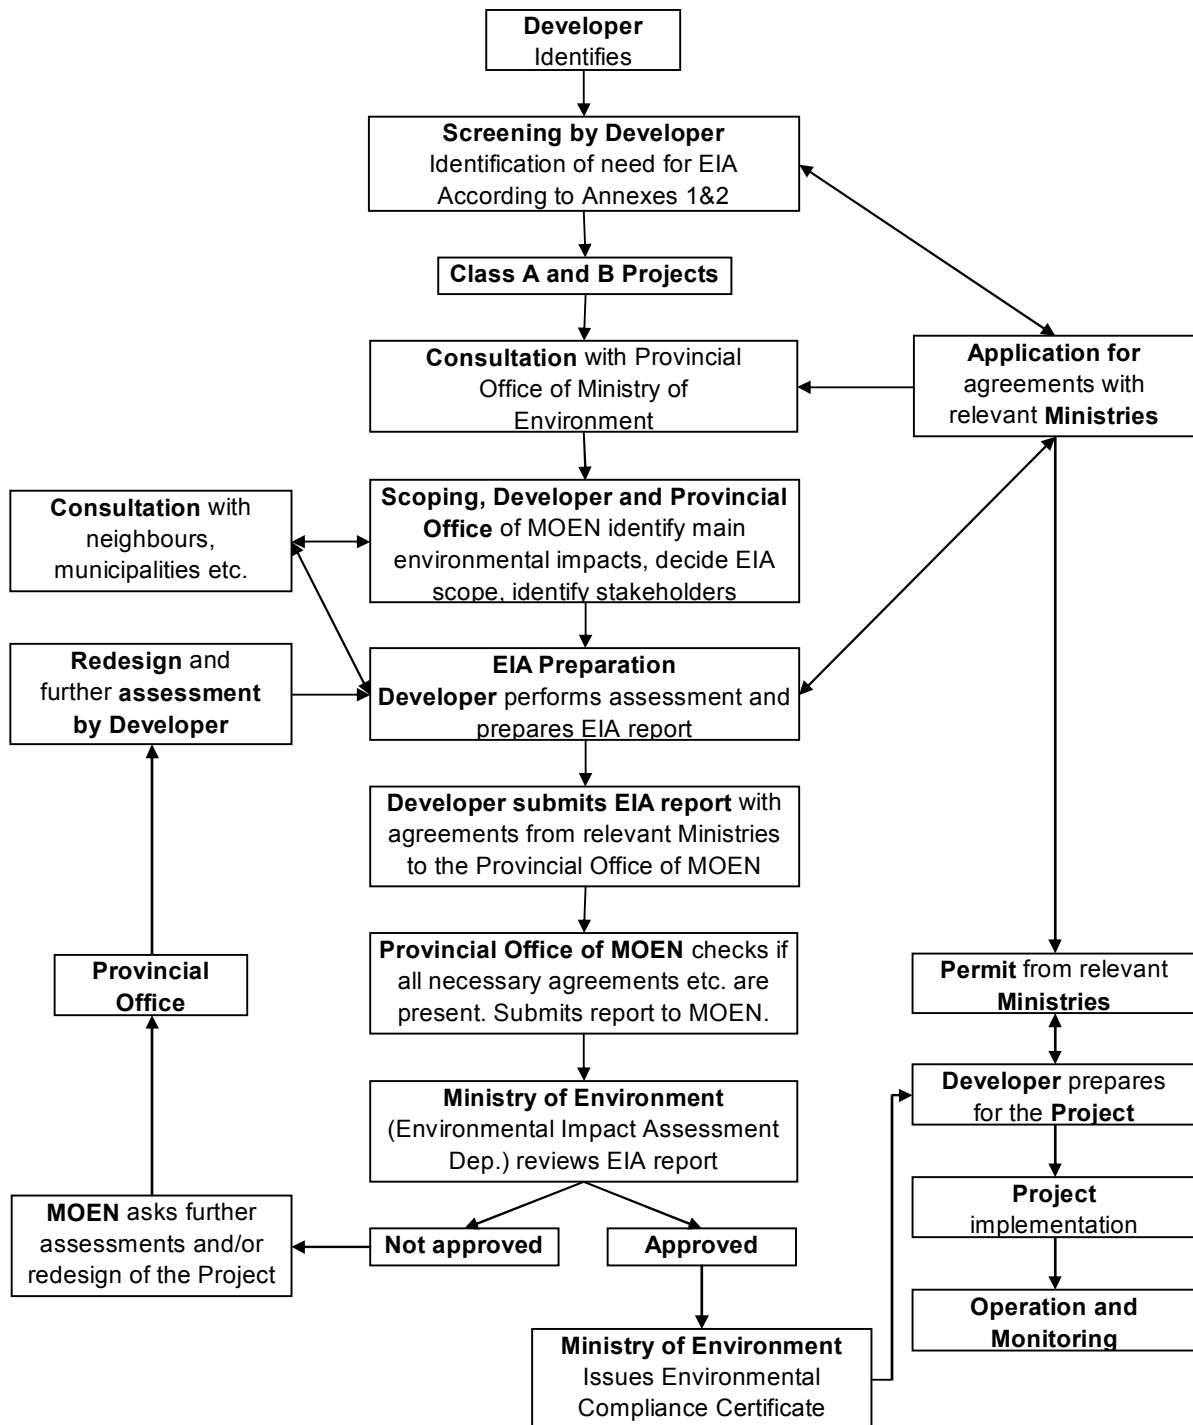 Developer
Identifies
Screening by Developer
Identification of need for EIA
According to Annexes 1&2
Class A and B Projects
Consultation with Provincial
Office of Ministry of
Environment
Application for
agreements with
relevant Ministries
Scoping, Developer and Provincial
Office of MOEN identify main
environmental impacts, decide EIA
scope, identify stakeholders
Consultation with
neighbours,
municipalities etc.
Redesign and
further assessment
by Developer
EIA Preparation
Developer performs assessment and
prepares EIA report
Developer submits EIA report with
agreements from relevant Ministries
to the Provincial Office of MOEN
Provincial Office of MOEN checks if
all necessary agreements etc. are
present. Submits report to MOEN.
Provincial
Office
Permit from relevant
Ministries
Developer prepares
for the Project
Ministry of Environment
(Environmental Impact Assessment
Dep.) reviews EIA report
Project
implementation
MOEN asks further
assessments and/or
redesign of the Project
Not approved
Approved
Operation and
Monitoring
Ministry of Environment
Issues Environmental
Compliance Certificate